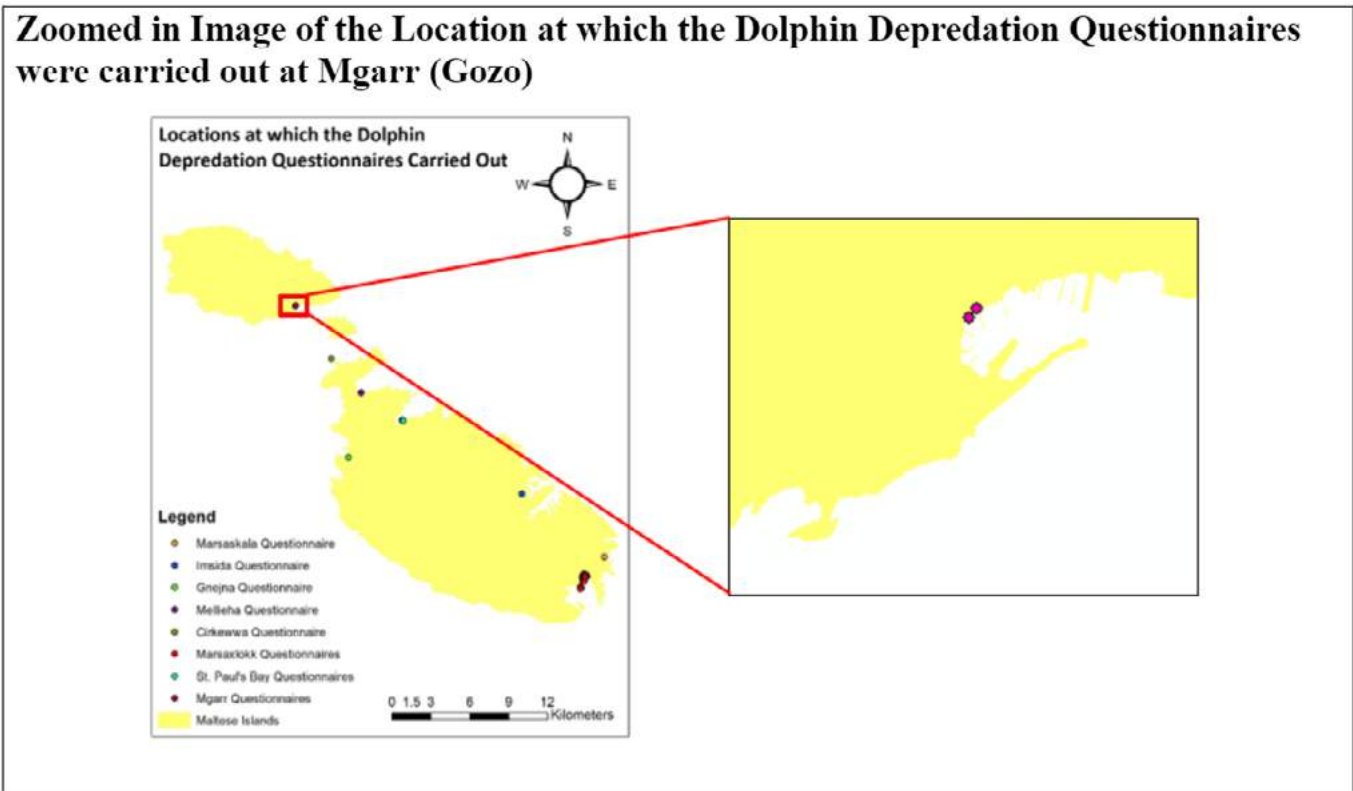 Zoomed in Image of the Location at which the Dolphin Depredation Questionnaires
were carried out at Mgarr (Gozo)
Locations at which the Dolphin
Depredation Questionnaires Carried Out
N
W
E
S
Legend
Marsaskala Questionnaire
Imsida Questionnaire
Gnejna Questionnaire
Mellieha Questionnaire
Cirkewwa Questionnaire
Marsaxlokk Questionnaires
St. Paul's Bay Questionnaires
Mgarr Questionnaires
Maltese Islands
0 1.5 3 6 9 12
Kilometers